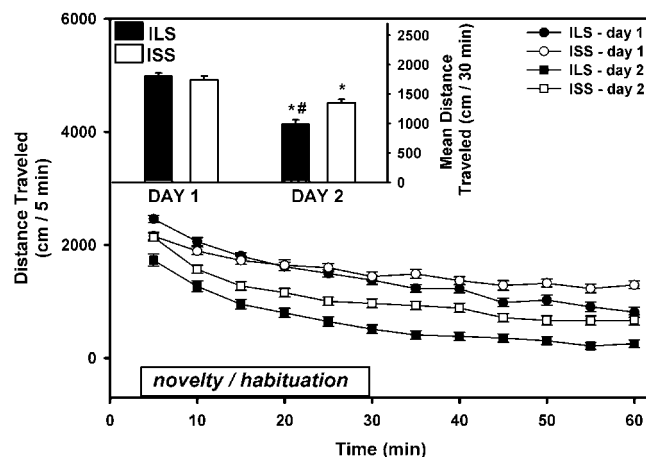 6000
4000
2000
0
Distance Traveled
(cm / 5 min)
ILS
ISS
2500
2000
1500
1000
500
0
Mean Distance
Traveled (cm / 30 min)
*#
*
DAY 1
DAY 2
ILS - day 1
ISS - day 1
ILS - day 2
ISS - day 2
novelty / habituation
0
10
20
30
40
50
60
Time (min)